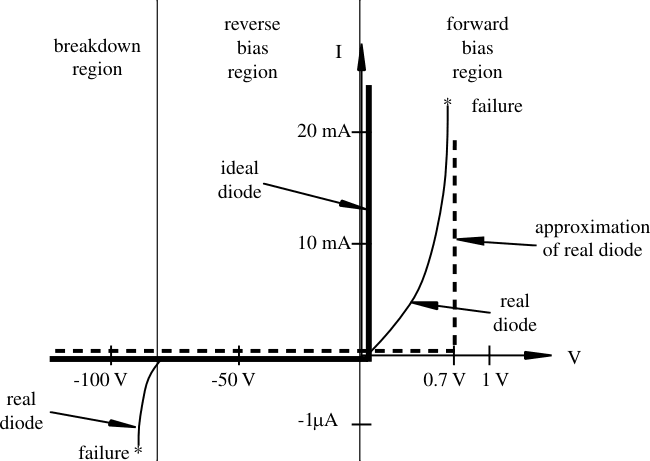 breakdown
region
reverse
bias
region
forward
bias
region
I
* failure
20 mA
ideal
diode
10 mA
approximation
of real diode
real
diode
V
-100 V
-50 V
0.7 V
1 V
real
diode
-1µA
failure *